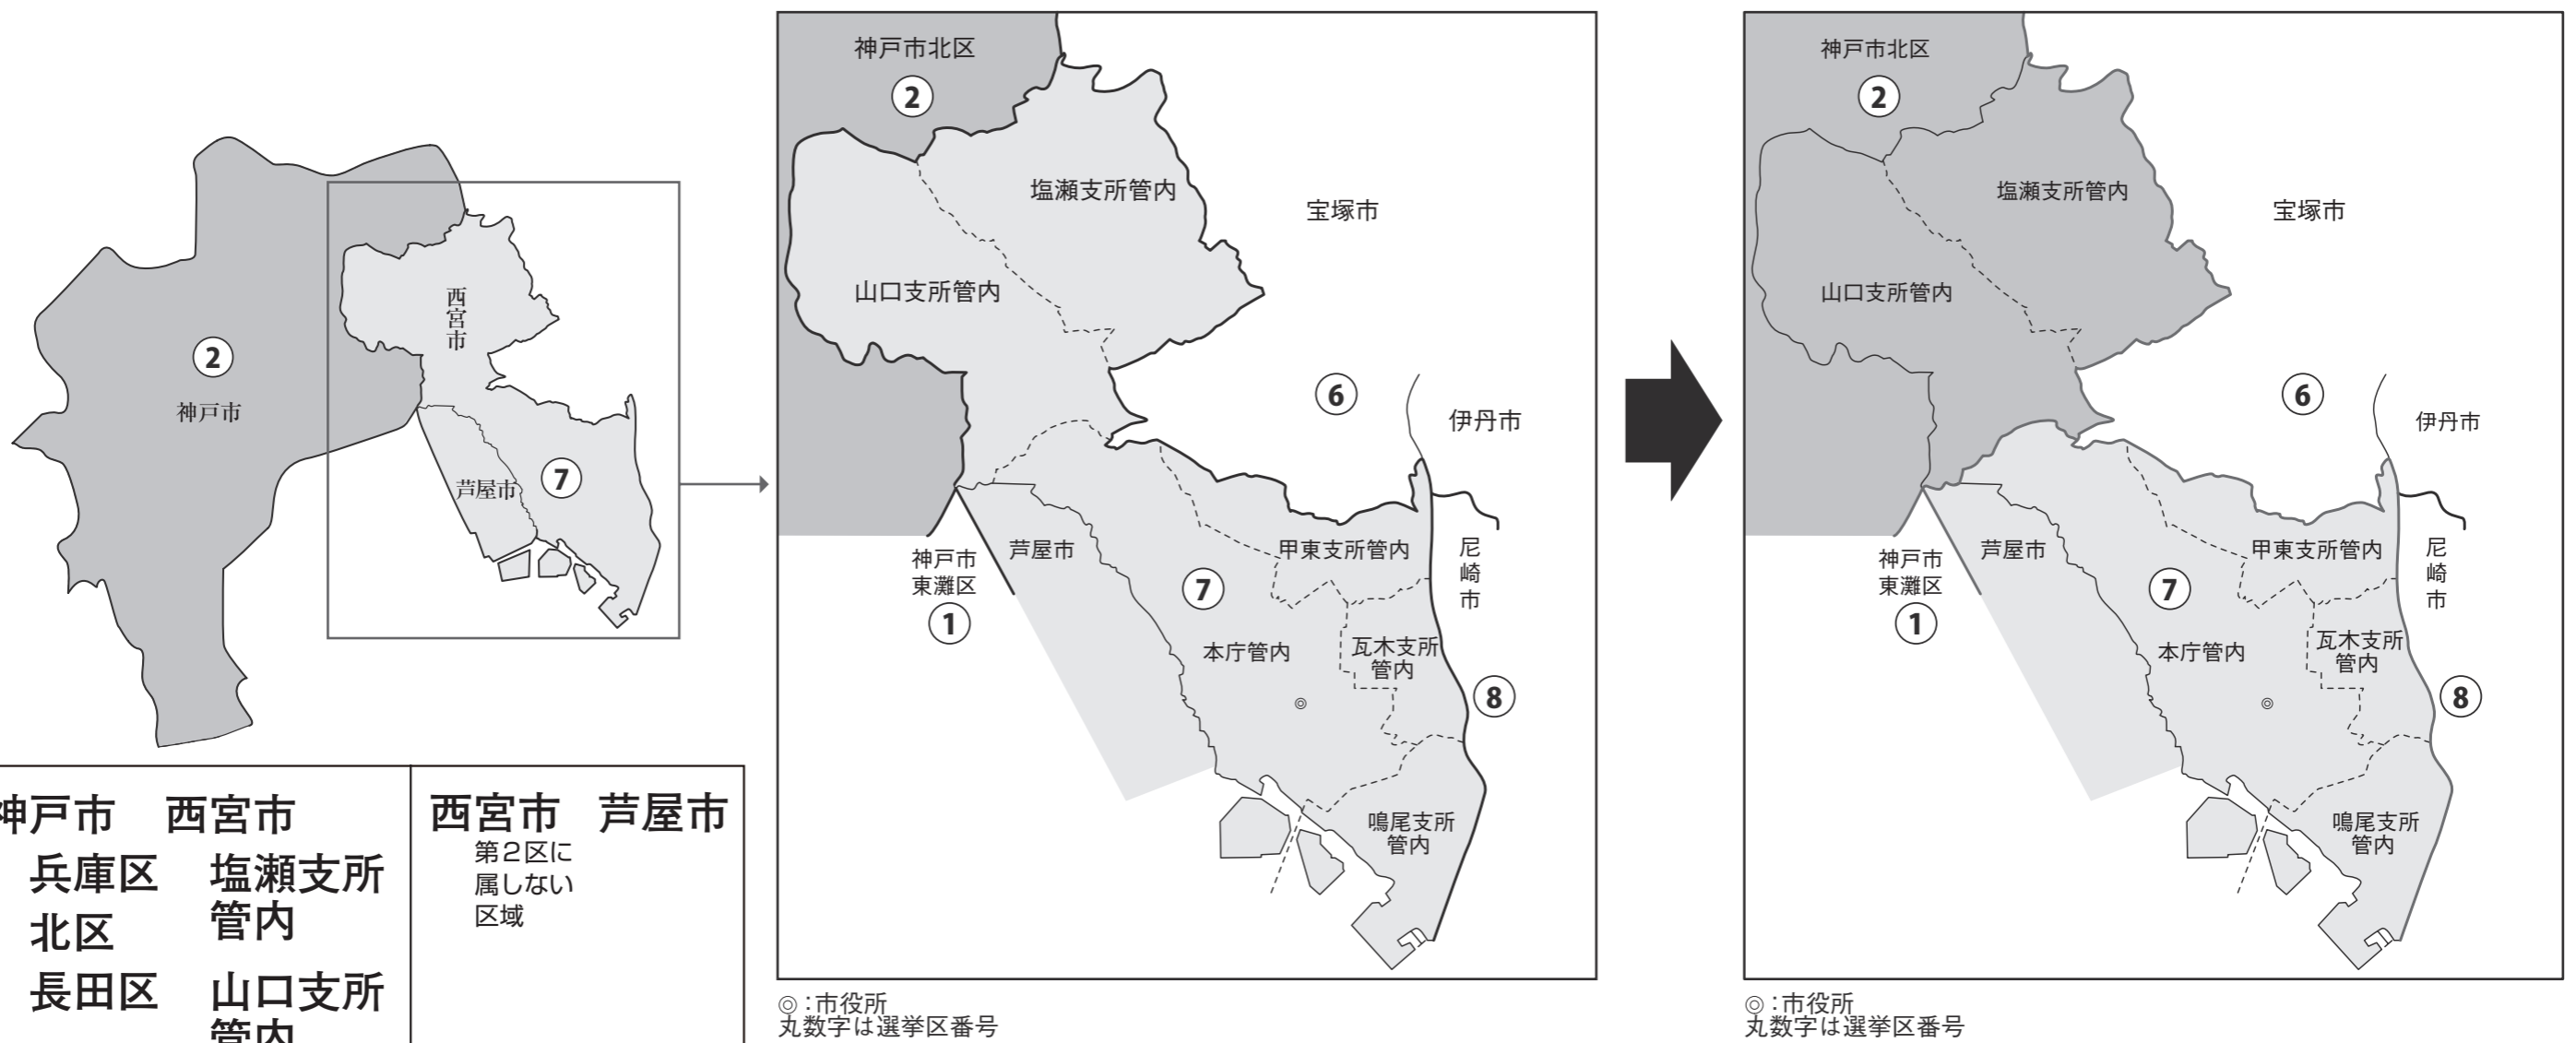 ②
神戸市
西宮市
芦屋市
⑦
神戸市　西宮市
兵庫区　塩瀬支所
管内
北区
長田区　山口支所
管内
西宮市　芦屋市
第2区に
属しない
区域
神戸市北区
②
塩瀬支所管内
宝塚市
山口支所管内
⑥
伊丹市
神戸市
東灘区
①
芦屋市
⑦
甲東支所管内
尼崎市
本庁管内
瓦木支所
管内
◎
⑧
鳴尾支所
管内
◎：市役所
丸数字は選挙区番号
神戸市北区
②
塩瀬支所管内
宝塚市
山口支所管内
⑥
伊丹市
神戸市
東灘区
①
芦屋市
⑦
甲東支所管内
尼崎市
本庁管内
瓦木支所
管内
◎
⑧
鳴尾支所
管内
◎：市役所
丸数字は選挙区番号